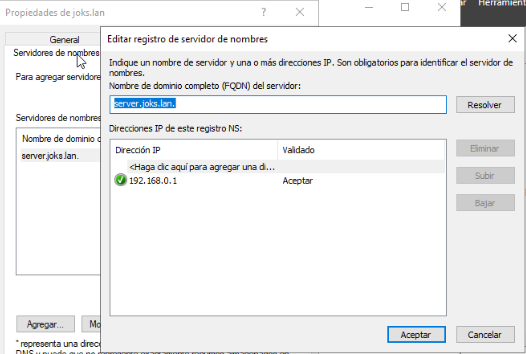 Propiedades de joks.lan
?
Herramient
General
Servidores de nombres
Para agregar servidore
Servidores de nombres
Nombre de dominio c
server.joks.lan.
Agregar...
Mo
* representa una direcc
Editar registro de servidor de nombres
Indique un nombre de servidor y una o más direcciones IP. Son obligatorios para identificar el servidor de
nombres.
Nombre de dominio completo (FQDN) del servidor:
server.joks.lan.
Resolver
Direcciones IP de este registro NS:
Dirección IP Validado
<Haga clic aquí para agregar una di...
192.168.0.1 Aceptar
Eliminar
Subir
Bajar
Aceptar
Cancelar